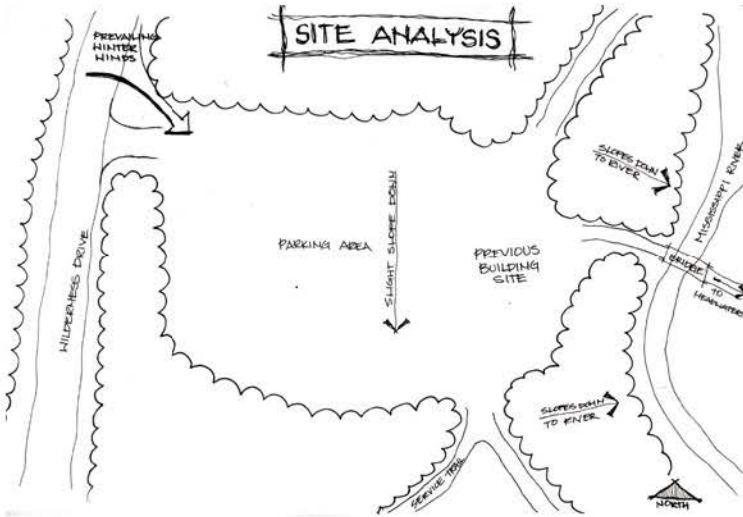 SITE ANALYSIS
PREVAILING
WINTER
WINDS
SLOPES DOWN
TO RIVER
MISSISSIPPI RIVER
PARKING AREA
SLIGHT SLOPE DOWN
PREVIOUS
BUILDING
SITE
BRIDGE
TO
HEADWATERS
WILDERNESS DRIVE
SLOPES DOWN
TO RIVER
SERVICE TRAIL
NORTH